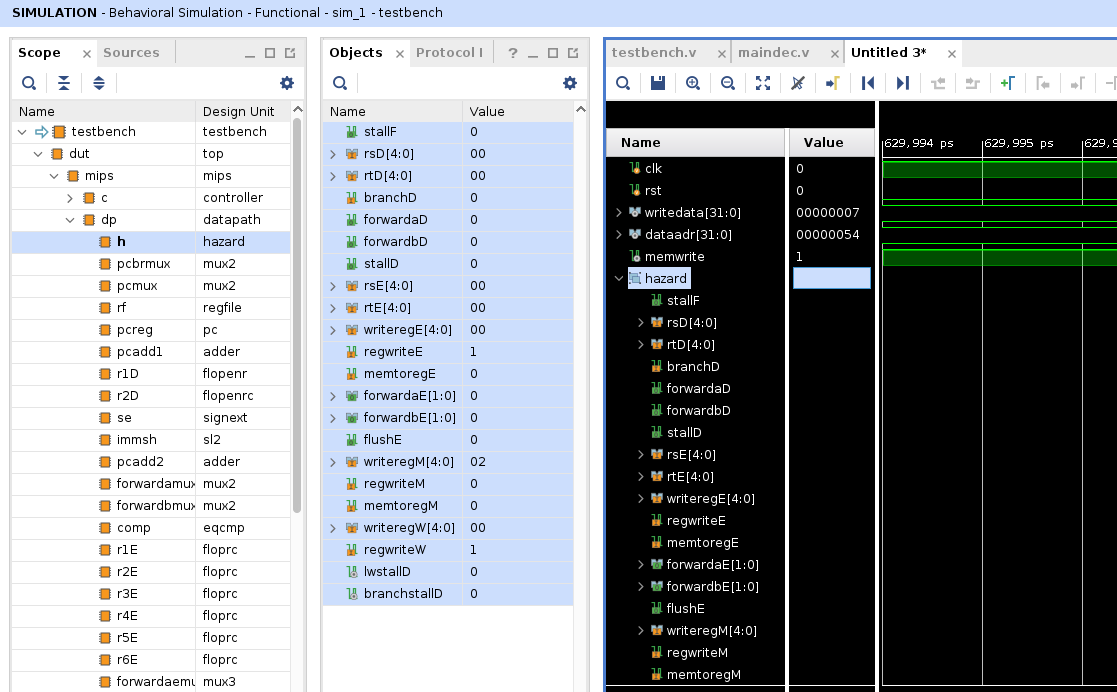 SIMULATION - Behavioral Simulation - Functional - sim_1 - testbench
Scope
Sources
Name
Design Unit
testbench
testbench
dut
top
mips
mips
c
controller
dp
datapath
h
hazard
pcbrmux
mux2
pcmux
mux2
rf
regfile
pcreg
pc
pcadd1
adder
r1D
flopenr
r2D
flopenrc
se
signext
immsh
sl2
pcadd2
adder
forwardamux
mux2
forwardbmux
mux2
comp
eqcmp
r1E
floprc
r2E
floprc
r3E
floprc
r4E
floprc
r5E
floprc
r6E
floprc
forwardaemu
mux3
Objects
Protocol I
?
Name
Value
stallF
0
rsD[4:0]
00
rtD[4:0]
00
branchD
0
forwardaD
0
forwardbD
0
stallD
0
rsE[4:0]
00
rtE[4:0]
00
writeregE[4:0]
00
regwriteE
1
memtoregE
0
forwardaE[1:0]
0
forwardbE[1:0]
0
flushE
0
writeregM[4:0]
02
regwriteM
0
memtoregM
0
writeregW[4:0]
00
regwriteW
1
lwstallD
0
branchstallD
0
testbench.v
maindec.v
Untitled 3*
Name
Value
629,994 ps
629,995 ps
629,9
clk
0
rst
0
writedata[31:0]
00000007
dataadr[31:0]
00000054
memwrite
1
hazard
stallF
rsD[4:0]
rtD[4:0]
branchD
forwardaD
forwardbD
stallD
rsE[4:0]
rtE[4:0]
writeregE[4:0]
regwriteE
memtoregE
forwardaE[1:0]
forwardbE[1:0]
flushE
writeregM[4:0]
regwriteM
memtoregM